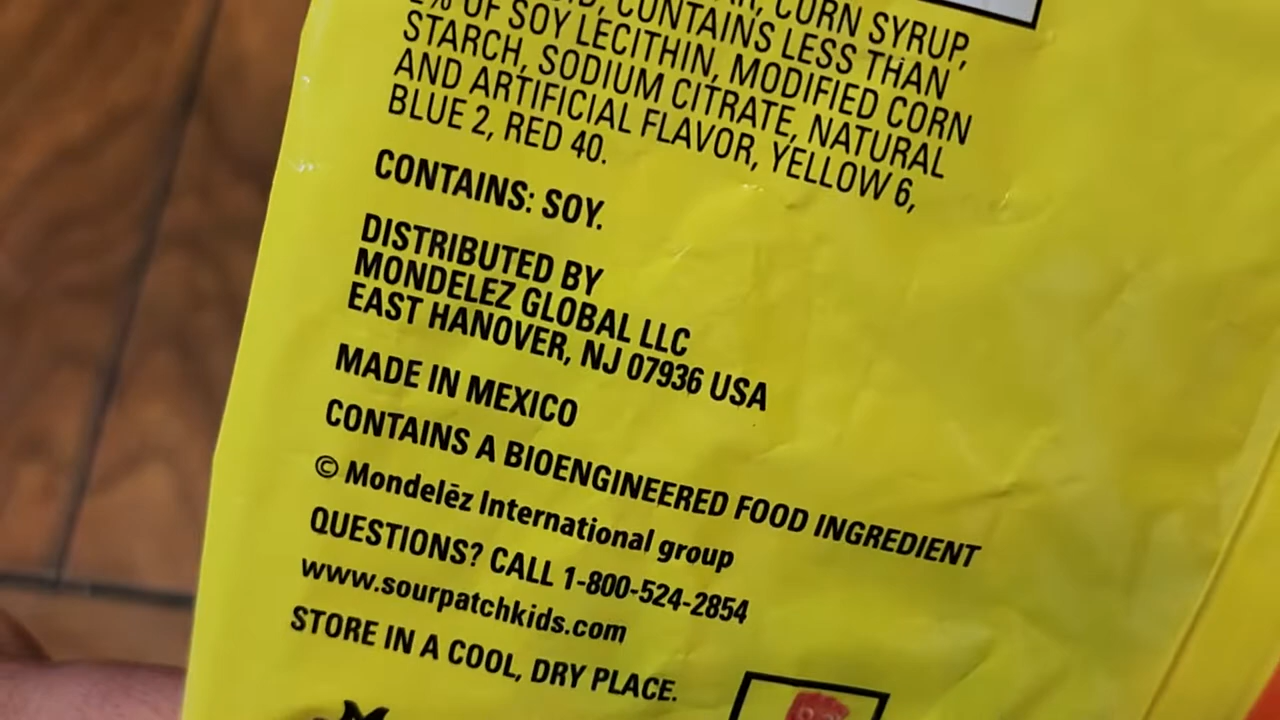 CORN SYRUP,
CONTAINS LESS THAN
% OF SOY LECITHIN, MODIFIED CORN
STARCH, SODIUM CITRATE, NATURAL
AND ARTIFICIAL FLAVOR, YELLOW 6,
BLUE 2, RED 40.
CONTAINS: SOY.
DISTRIBUTED BY
MONDELEZ GLOBAL LLC
EAST HANOVER, NJ 07936 USA
MADE IN MEXICO
CONTAINS A BIOENGINEERED FOOD INGREDIENT
© Mondelēz International group
QUESTIONS? CALL 1-800-524-2854
www.sourpatchkids.com
STORE IN A COOL, DRY PLACE.